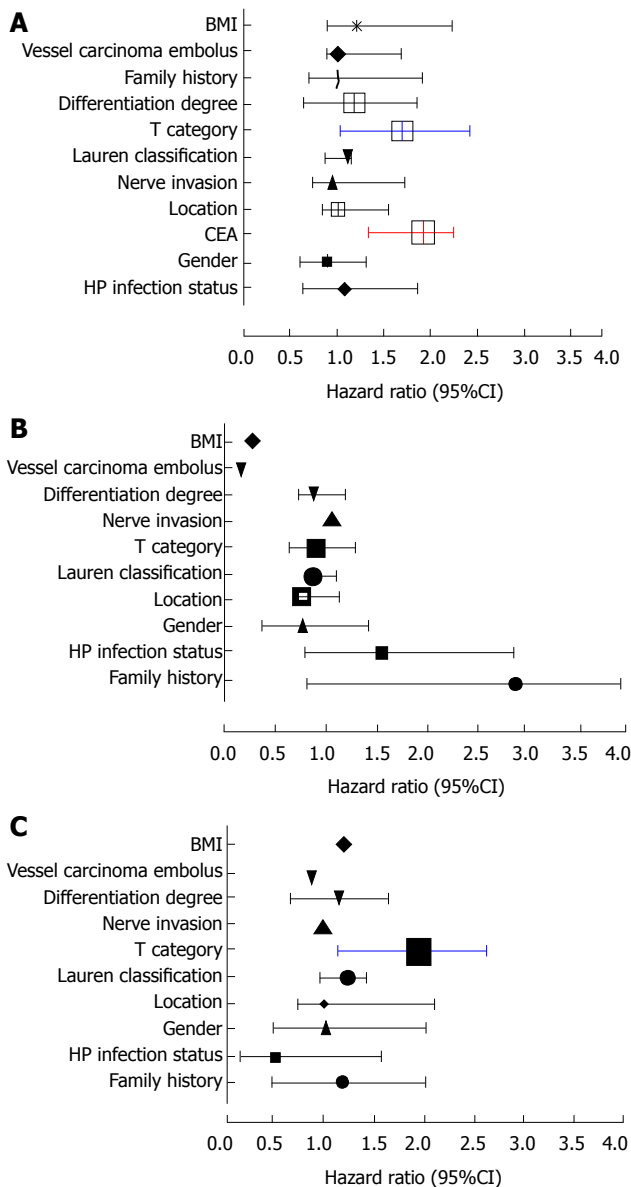 A
BMI
Vessel carcinoma embolus
Family history
Differentiation degree
T category
Lauren classification
Nerve invasion
Location
CEA
Gender
HP infection status
0.0 0.5 1.0 1.5 2.0 2.5 3.0 3.5 4.0
Hazard ratio (95%CI)
B
BMI
Vessel carcinoma embolus
Differentiation degree
Nerve invasion
T category
Lauren classification
Location
Gender
HP infection status
Family history
0.0 0.5 1.0 1.5 2.0 2.5 3.0 3.5 4.0
Hazard ratio (95%CI)
C
BMI
Vessel carcinoma embolus
Differentiation degree
Nerve invasion
T category
Lauren classification
Location
Gender
HP infection status
Family history
0.0 0.5 1.0 1.5 2.0 2.5 3.0 3.5 4.0
Hazard ratio (95%CI)